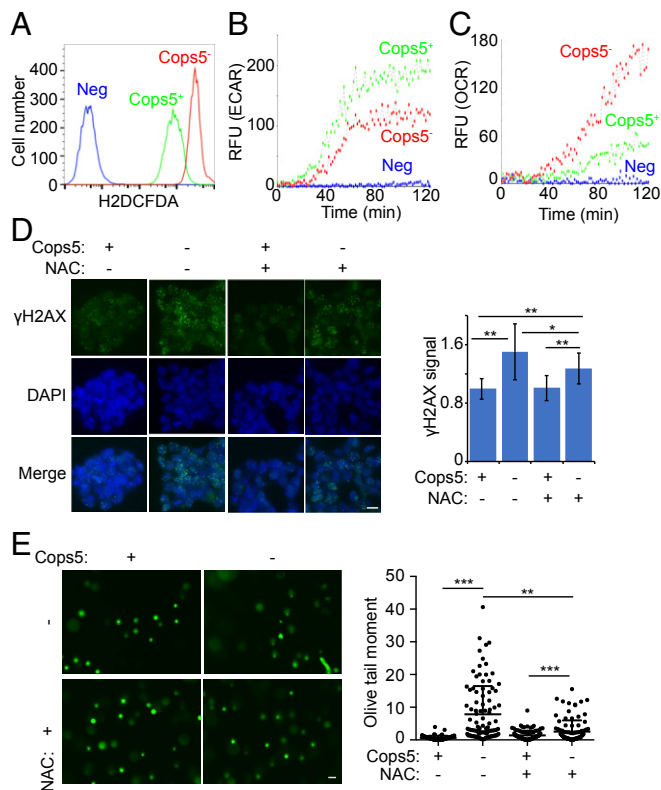 A
Cell number
400
300
200
100
0
Neg
Cops5+
Cops5-
H2DCFDA
B
RFU (ECAR)
200
100
0
Cops5⁺
Cops5⁻
Neg
0 40 80 120
Time (min)
C
RFU (OCR)
180
120
60
0
Cops5⁻
Cops5⁺
Neg
0 40 80 120
Time (min)
D
Cops5: + - + -
NAC: - - + +
γH2AX
DAPI
Merge
γH2AX signal
1.6
0.8
0
**
** *
**
Cops5: + - + -
NAC: - - + +
E
Cops5: + -
-
+
NAC:
Olive tail moment
50
40
30
20
10
0
*** **
***
Cops5: + - + -
NAC: - - + +